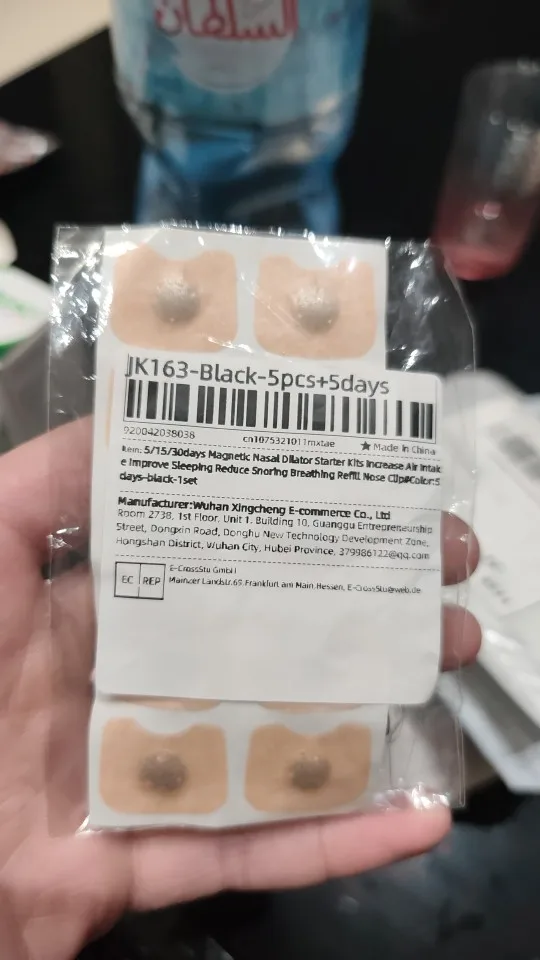 السلطان
JK163-Black-5pcs+5days
920042038038
cn1075321011mxtae
★ Made in China
Item: 5/15/30days Magnetic Nasal Dilator Starter Kits Increase Air Intak
e Improve Sleeping Reduce Snoring Breathing Refill Nose Clip#Color:5
days-black-1set
Manufacturer:Wuhan Xingcheng E-commerce Co., Ltd
Room 2738, 1st Floor, Unit 1, Building 10, Guanggu Entrepreneurship
Street, Dongxin Road, Donghu New Technology Development Zone,
Hongshan District, Wuhan City, Hubei Province, 379986122@qq.com
EC REP
E-CrossStu GmbH
Mainzer Landstr.69,Frankfurt am Main,Hessen, E-CrossStu@web.de